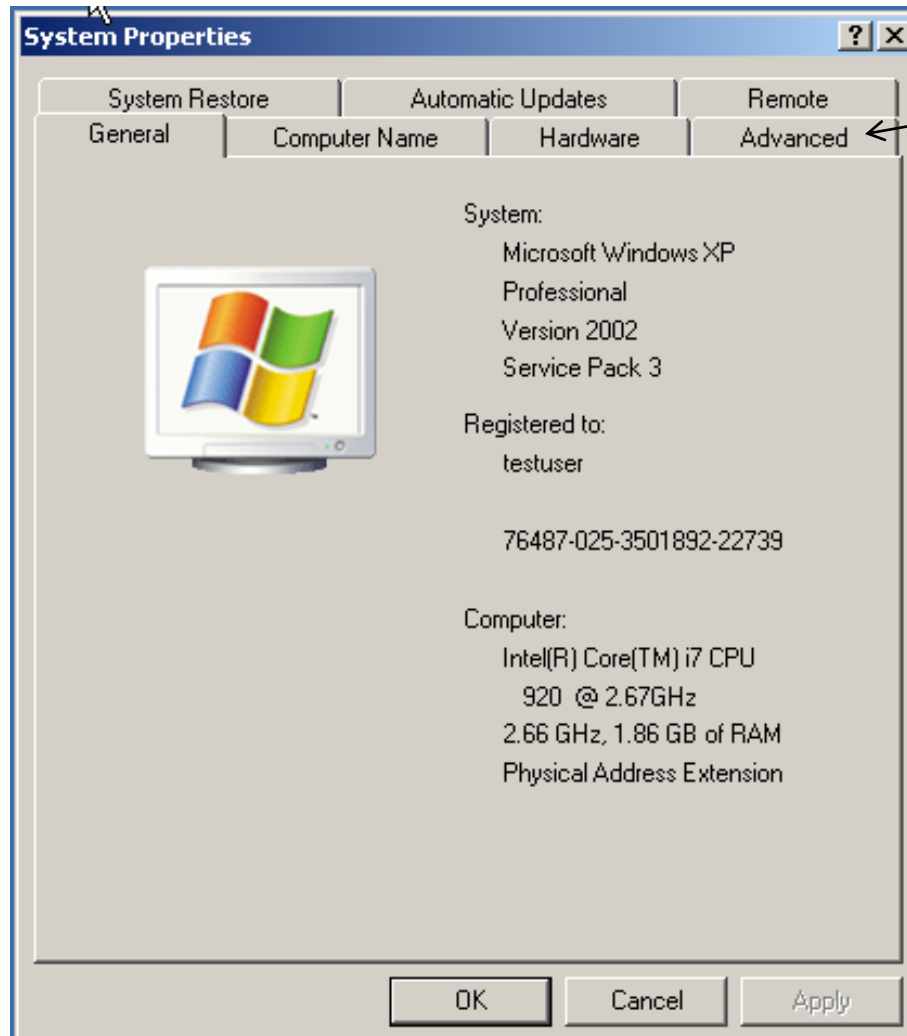 System Properties
System Restore Automatic Updates Remote
General Computer Name Hardware Advanced
System:
Microsoft Windows XP
Professional
Version 2002
Service Pack 3
Registered to:
testuser
76487-025-3501892-22739
Computer:
Intel(R) Core(TM) i7 CPU
920 @ 2.67GHz
2.66 GHz, 1.86 GB of RAM
Physical Address Extension
OK Cancel Apply